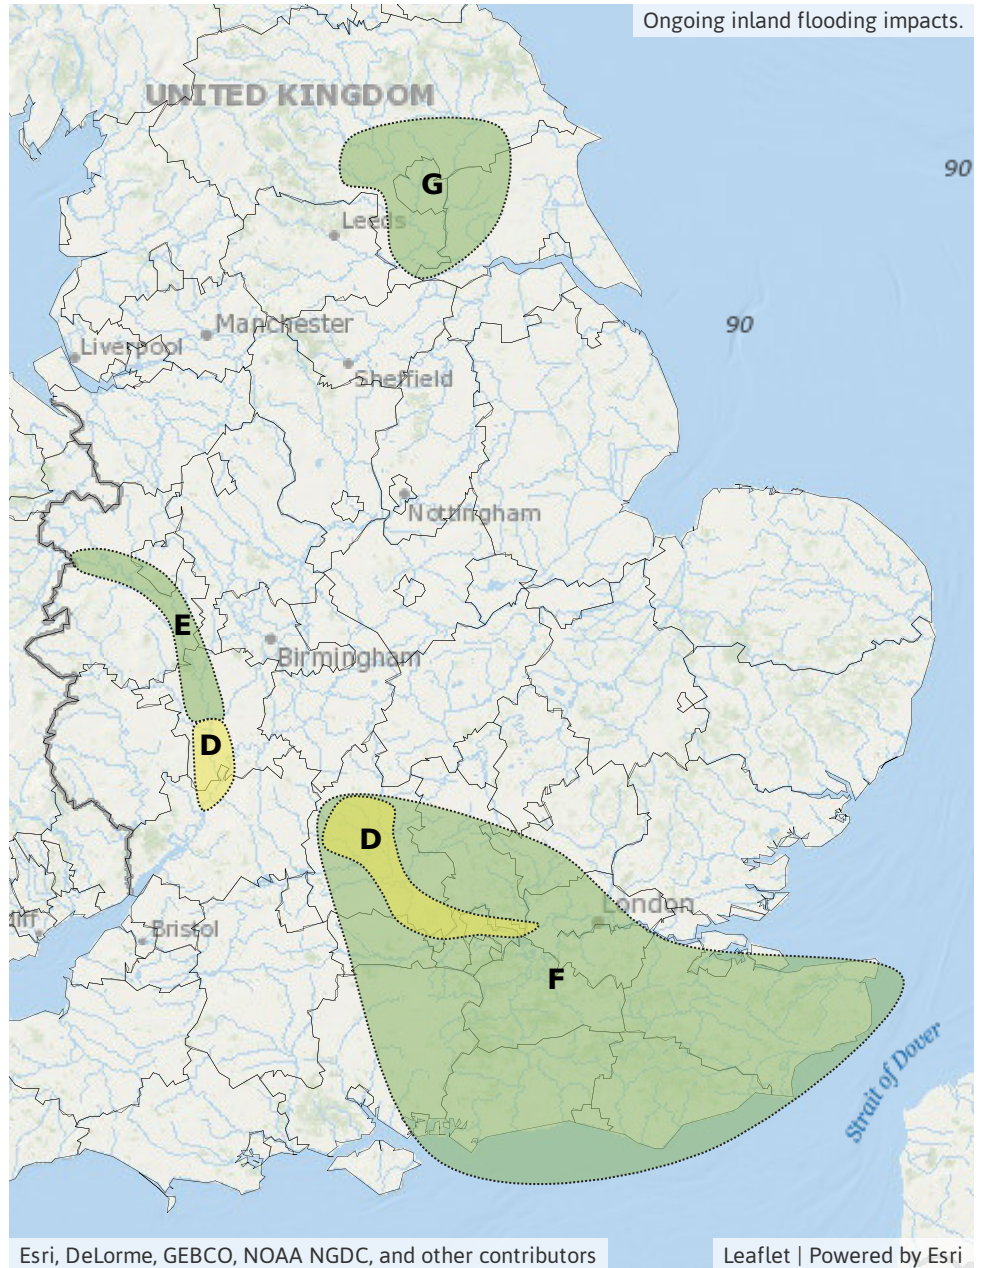 Ongoing inland flooding impacts.
UNITED KINGDOM
90
G
Leeds
90
Manchester
Liverpool
Sheffield
Nottingham
E
Birmingham
D
D
London
liff
Bristol
F
Strait of Dover
Esri, DeLorme, GEBCO, NOAA NGDC, and other contributors
Leaflet | Powered by Esri